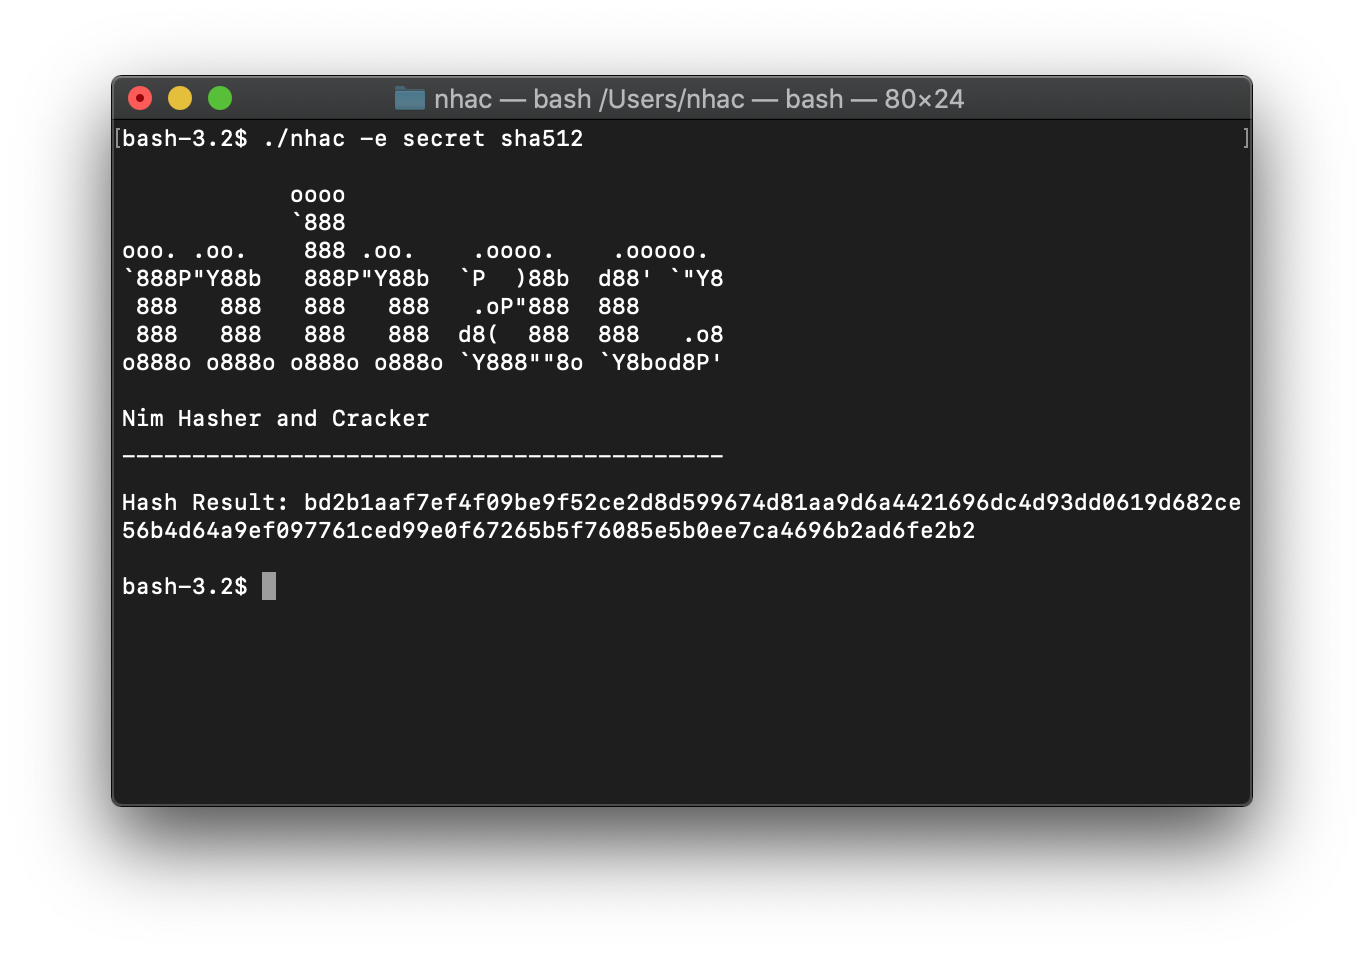 nhac — bash /Users/nhac — bash — 80×24
[bash-3.2$ ./nhac -e secret sha512 ]
            oooo
            `888
ooo. .oo.    888 .oo.    .oooo.    .ooooo.
`888P"Y88b   888P"Y88b  `P  )88b  d88' `"Y8
 888   888   888   888   .oP"888  888
 888   888   888   888  d8(  888  888   .o8
o888o o888o o888o o888o `Y888""8o `Y8bod8P'
Nim Hasher and Cracker
-------------------------------------------
Hash Result: bd2b1aaf7ef4f09be9f52ce2d8d599674d81aa9d6a4421696dc4d93dd0619d682ce
56b4d64a9ef097761ced99e0f67265b5f76085e5b0ee7ca4696b2ad6fe2b2
bash-3.2$